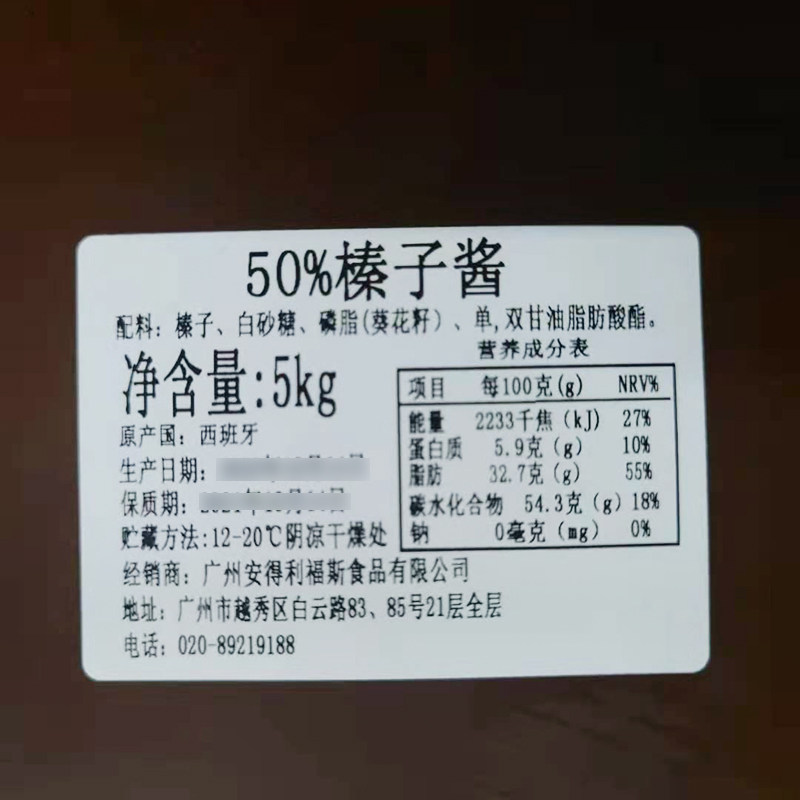 50%榛子酱
配料：榛子、白砂糖、磷脂(葵花籽）、单,双甘油脂肪酸酯。
净含量:5kg
营养成分表
项目 每100克(g) NRV%
能量 2233千焦（kJ) 27%
蛋白质 5.9克（g） 10%
脂肪 32.7克（g） 55%
碳水化合物 54.3克（g）18%
钠 0毫克（mg） 0%
原产国：西班牙
生产日期：
保质期：
贮藏方法:12-20℃阴凉干燥处
经销商：广州安得利福斯食品有限公司
地址：广州市越秀区白云路83、85号21层全层
电话：020-89219188